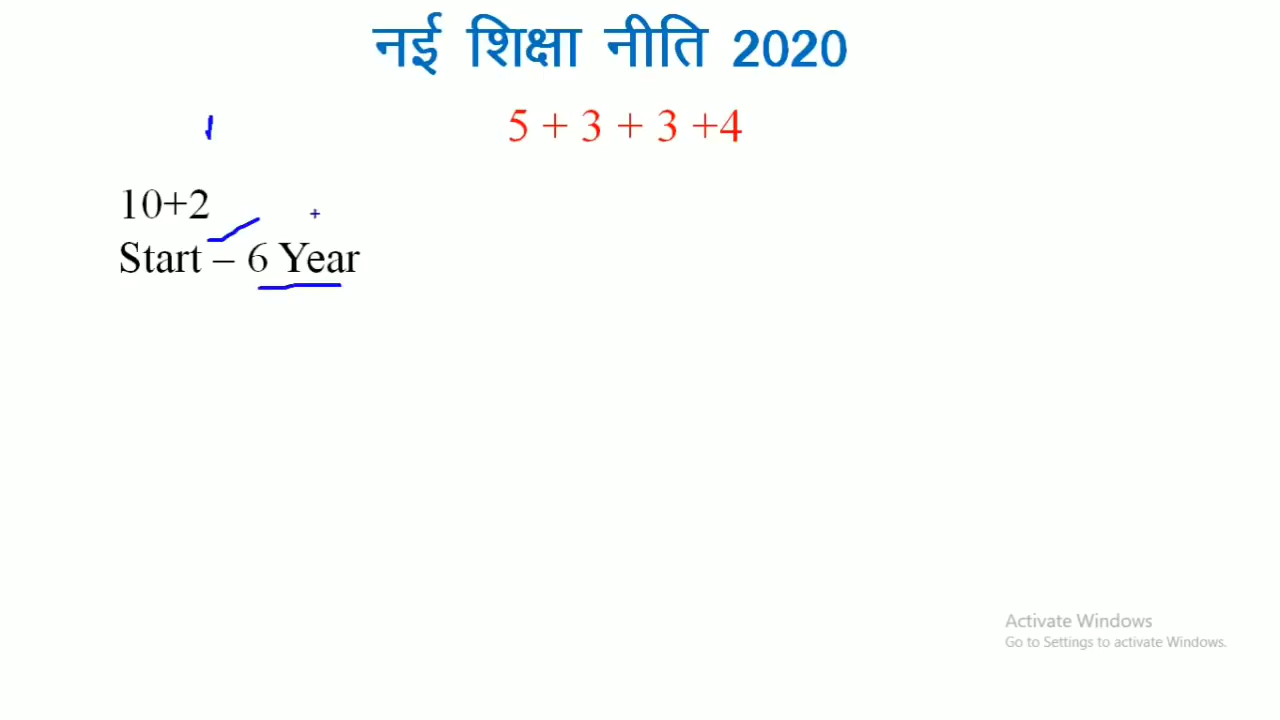 नई शिक्षा नीति 2020
5 + 3 + 3 +4
10+2
Start – 6 Year
Activate Windows
Go to Settings to activate Windows.